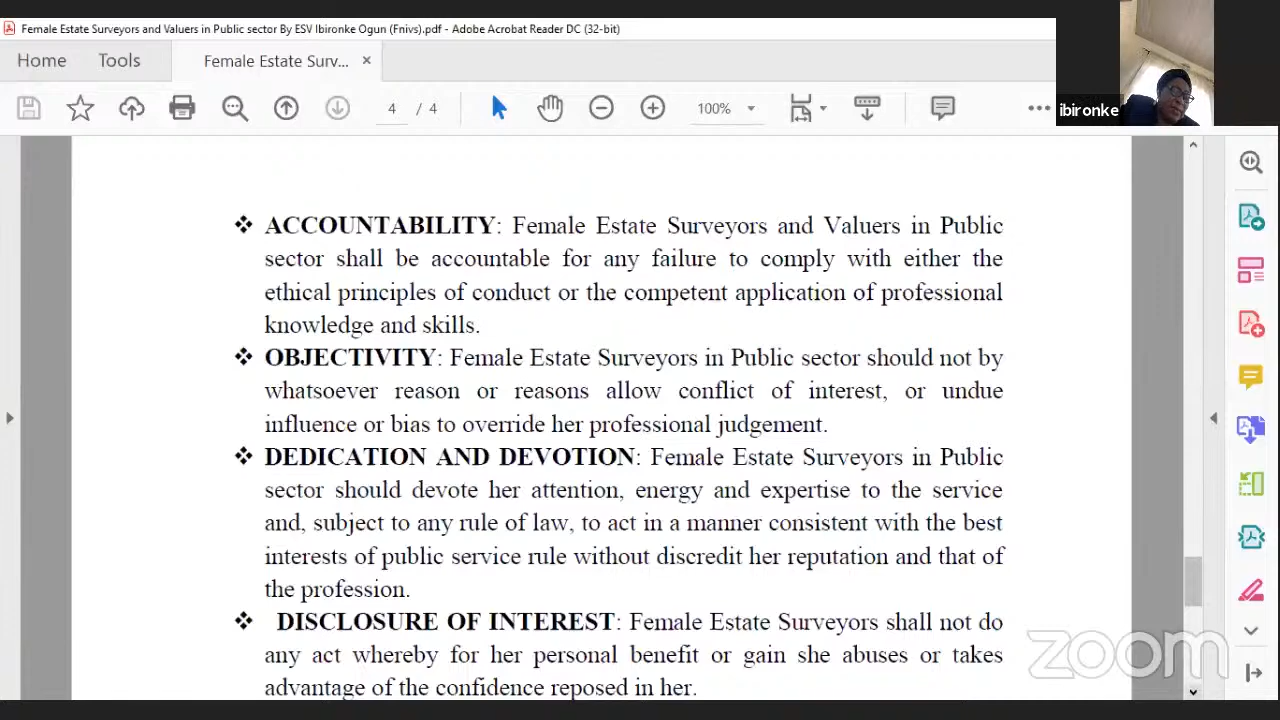 Female Estate Surveyors and Valuers in Public sector By ESV Ibironke Ogun (Fnivs).pdf - Adobe Acrobat Reader DC (32-bit)
Home Tools Female Estate Surv... ×
4 / 4 100%
ibironke
❖ ACCOUNTABILITY: Female Estate Surveyors and Valuers in Public
sector shall be accountable for any failure to comply with either the
ethical principles of conduct or the competent application of professional
knowledge and skills.
❖ OBJECTIVITY: Female Estate Surveyors in Public sector should not by
whatsoever reason or reasons allow conflict of interest, or undue
influence or bias to override her professional judgement.
❖ DEDICATION AND DEVOTION: Female Estate Surveyors in Public
sector should devote her attention, energy and expertise to the service
and, subject to any rule of law, to act in a manner consistent with the best
interests of public service rule without discredit her reputation and that of
the profession.
❖ DISCLOSURE OF INTEREST: Female Estate Surveyors shall not do
any act whereby for her personal benefit or gain she abuses or takes
advantage of the confidence reposed in her.
zoom